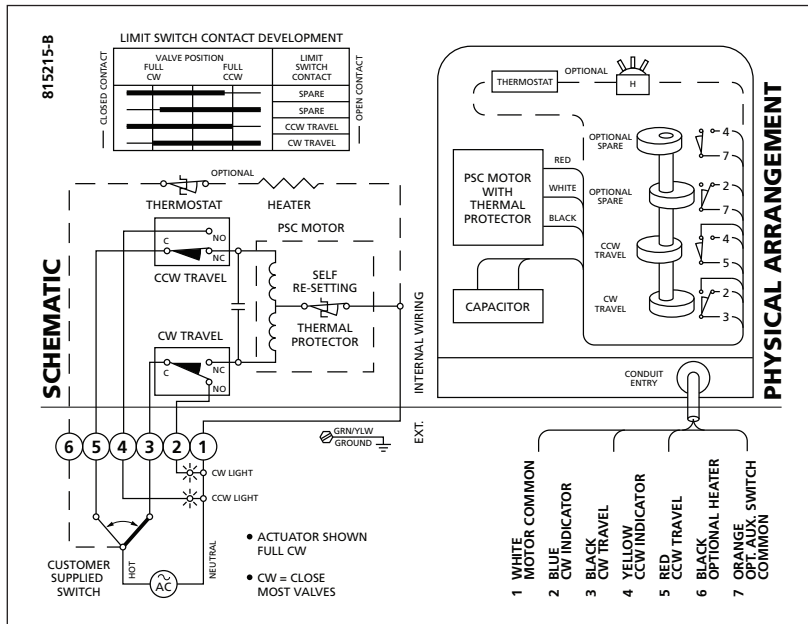 815215-B
LIMIT SWITCH CONTACT DEVELOPMENT
CLOSED CONTACT
VALVE POSITION
FULL CW
FULL CCW
LIMIT SWITCH CONTACT
SPARE
SPARE
CCW TRAVEL
CW TRAVEL
OPEN CONTACT
SCHEMATIC
OPTIONAL
THERMOSTAT
HEATER
PSC MOTOR
C
NO
NC
CCW TRAVEL
SELF
RE-SETTING
THERMAL
PROTECTOR
CW TRAVEL
C
NC
NO
INTERNAL WIRING
EXT.
6 5 4 3 2 1
GRN/YLW
GROUND
CW LIGHT
CCW LIGHT
CUSTOMER
SUPPLIED
SWITCH
HOT
AC
NEUTRAL
• ACTUATOR SHOWN
FULL CW
• CW = CLOSE
MOST VALVES
PHYSICAL ARRANGEMENT
THERMOSTAT
OPTIONAL
H
PSC MOTOR
WITH
THERMAL
PROTECTOR
RED
WHITE
BLACK
CAPACITOR
OPTIONAL
SPARE
4
7
OPTIONAL
SPARE
2
7
CCW
TRAVEL
4
5
CW
TRAVEL
2
3
CONDUIT
ENTRY
1 WHITE
MOTOR COMMON
2 BLUE
CW INDICATOR
3 BLACK
CW TRAVEL
4 YELLOW
CCW INDICATOR
5 RED
CCW TRAVEL
6 BLACK
OPTIONAL HEATER
7 ORANGE
OPT. AUX. SWITCH
COMMON